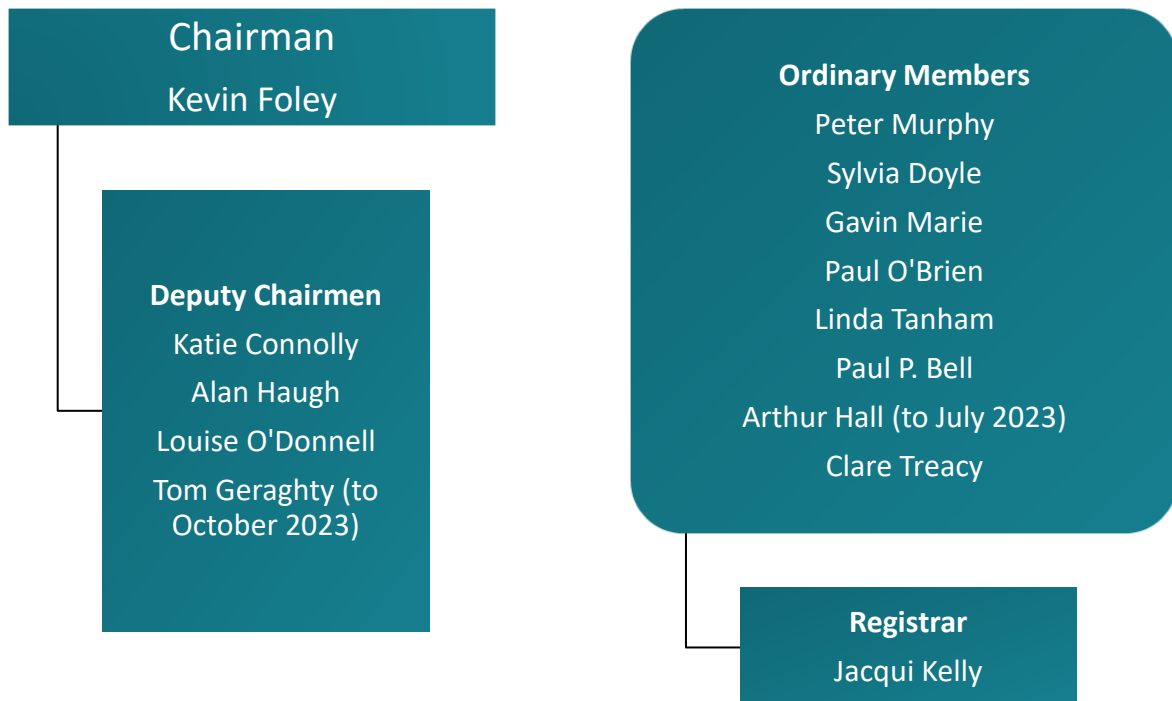 Chairman
Kevin Foley
Deputy Chairmen
Katie Connolly
Alan Haugh
Louise O'Donnell
Tom Geraghty (to
October 2023)
Ordinary Members
Peter Murphy
Sylvia Doyle
Gavin Marie
Paul O'Brien
Linda Tanham
Paul P. Bell
Arthur Hall (to July 2023)
Clare Treacy
Registrar
Jacqui Kelly